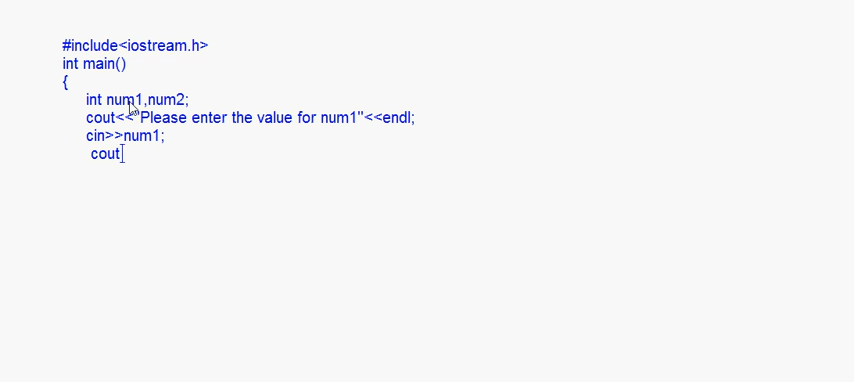 #include<iostream.h>
int main()
{
int num1,num2;
cout<<"Please enter the value for num1"<<endl;
cin>>num1;
cout